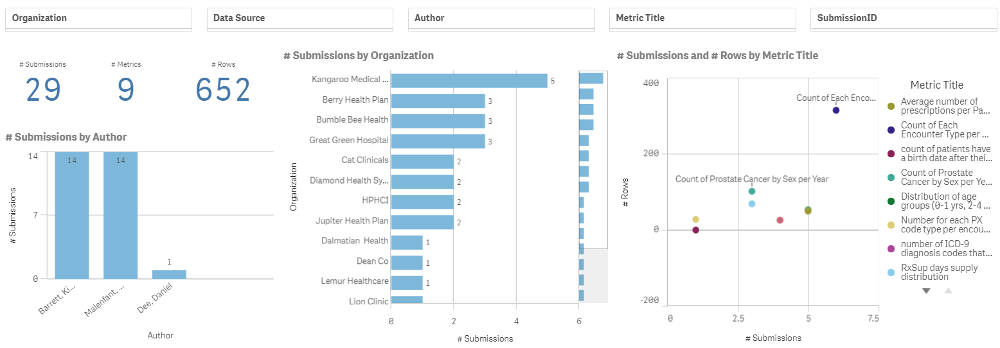 Organization
Data Source
Author
Metric Title
SubmissionID
# Submissions
29
# Metrics
9
# Rows
652
# Submissions by Author
# Submissions
14
7
0
14
14
1
Barrett, Ki...
Malenfant, ...
Dee, Daniel
Author
# Submissions by Organization
Organization
Kangaroo Medical ...
5
Berry Health Plan
3
Bumble Bee Health
3
Great Green Hospital
3
Cat Clinicals
2
Diamond Health Sy...
2
HPHCI
2
Jupiter Health Plan
2
Dalmatian Health
1
Dean Co
1
Lemur Healthcare
1
Lion Clinic
0
2
4
6
# Submissions
# Submissions and # Rows by Metric Title
# Rows
400
200
0
-200
Count of Each Enco...
Count of Prostate Cancer by Sex per Year
0
2.5
5
7.5
# Submissions
Metric Title
Average number of
prescriptions per Pa...
Count of Each
Encounter Type per ...
count of patients have
a birth date after thei...
Count of Prostate
Cancer by Sex per Ye...
Distribution of age
groups (0-1 yrs, 2-4 ...
Number for each PX
code type per encou...
number of ICD-9
diagnosis codes that...
RxSup days supply
distribution